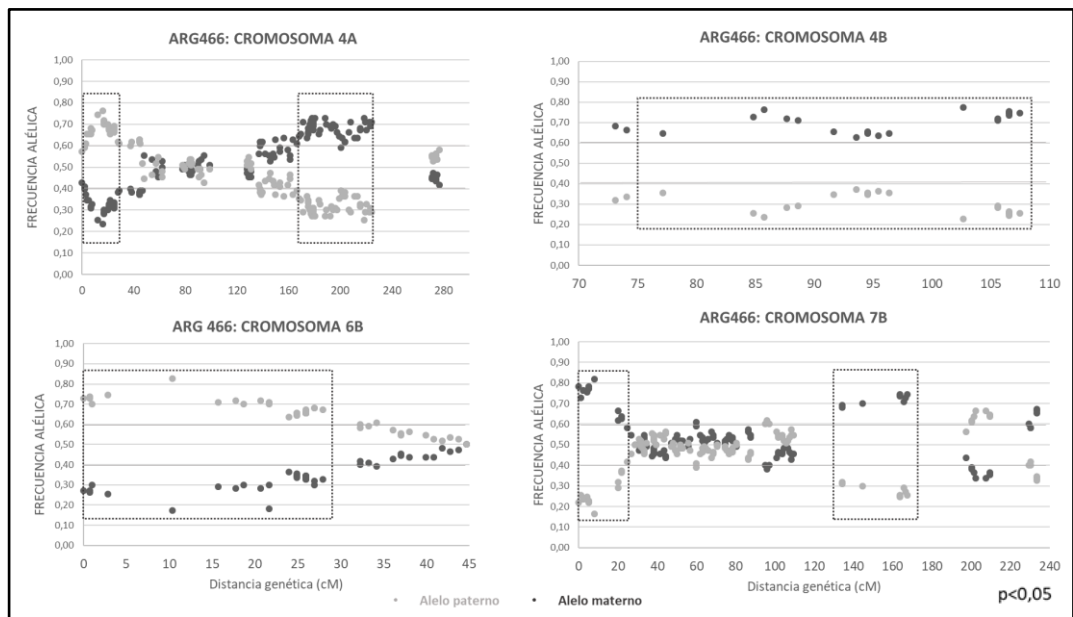 ARG466: CROMOSOMA 4A
FRECUENCIA ALÉLICA
1,00
0,90
0,80
0,70
0,60
0,50
0,40
0,30
0,20
0,10
0,00
0 40 80 120 160 200 240 280
ARG466: CROMOSOMA 4B
FRECUENCIA ALÉLICA
1,00
0,90
0,80
0,70
0,60
0,50
0,40
0,30
0,20
0,10
0,00
70 75 80 85 90 95 100 105 110
ARG 466: CROMOSOMA 6B
FRECUENCIA ALÉLICA
1,00
0,90
0,80
0,70
0,60
0,50
0,40
0,30
0,20
0,10
0,00
0 5 10 15 20 25 30 35 40 45
Distancia genética (cM)
ARG466: CROMOSOMA 7B
FRECUENCIA ALÉLICA
1,00
0,90
0,80
0,70
0,60
0,50
0,40
0,30
0,20
0,10
0,00
0 20 40 60 80 100 120 140 160 180 200 220 240
Distancia genética (cM)
Alelo paterno Alelo materno
p<0,05